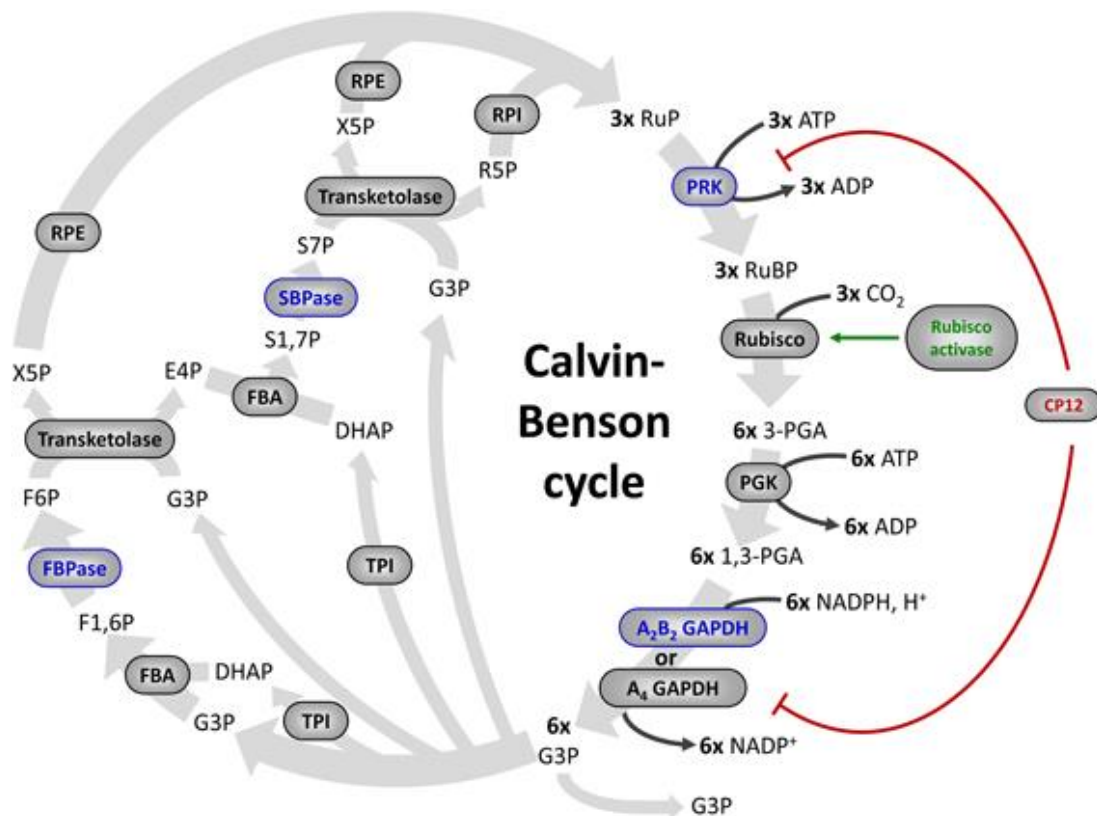 RPE
X5P
RPE
RPI
R5P
Transketolase
RPE
S7P
SBPase
G3P
S1,7P
X5P
E4P
FBA
DHAP
Transketolase
F6P
G3P
FBPase
TPI
F1,6P
FBA
DHAP
G3P
TPI
Calvin-
Benson
cycle
3x RuP
3x ATP
PRK
3x ADP
3x RuBP
3x CO₂
Rubisco
Rubisco
activase
CP12
6x 3-PGA
6x ATP
PGK
6x ADP
6x 1,3-PGA
6x NADPH, H⁺
A₂B₂ GAPDH
or
A₄ GAPDH
6x
G3P
6x NADP⁺
G3P